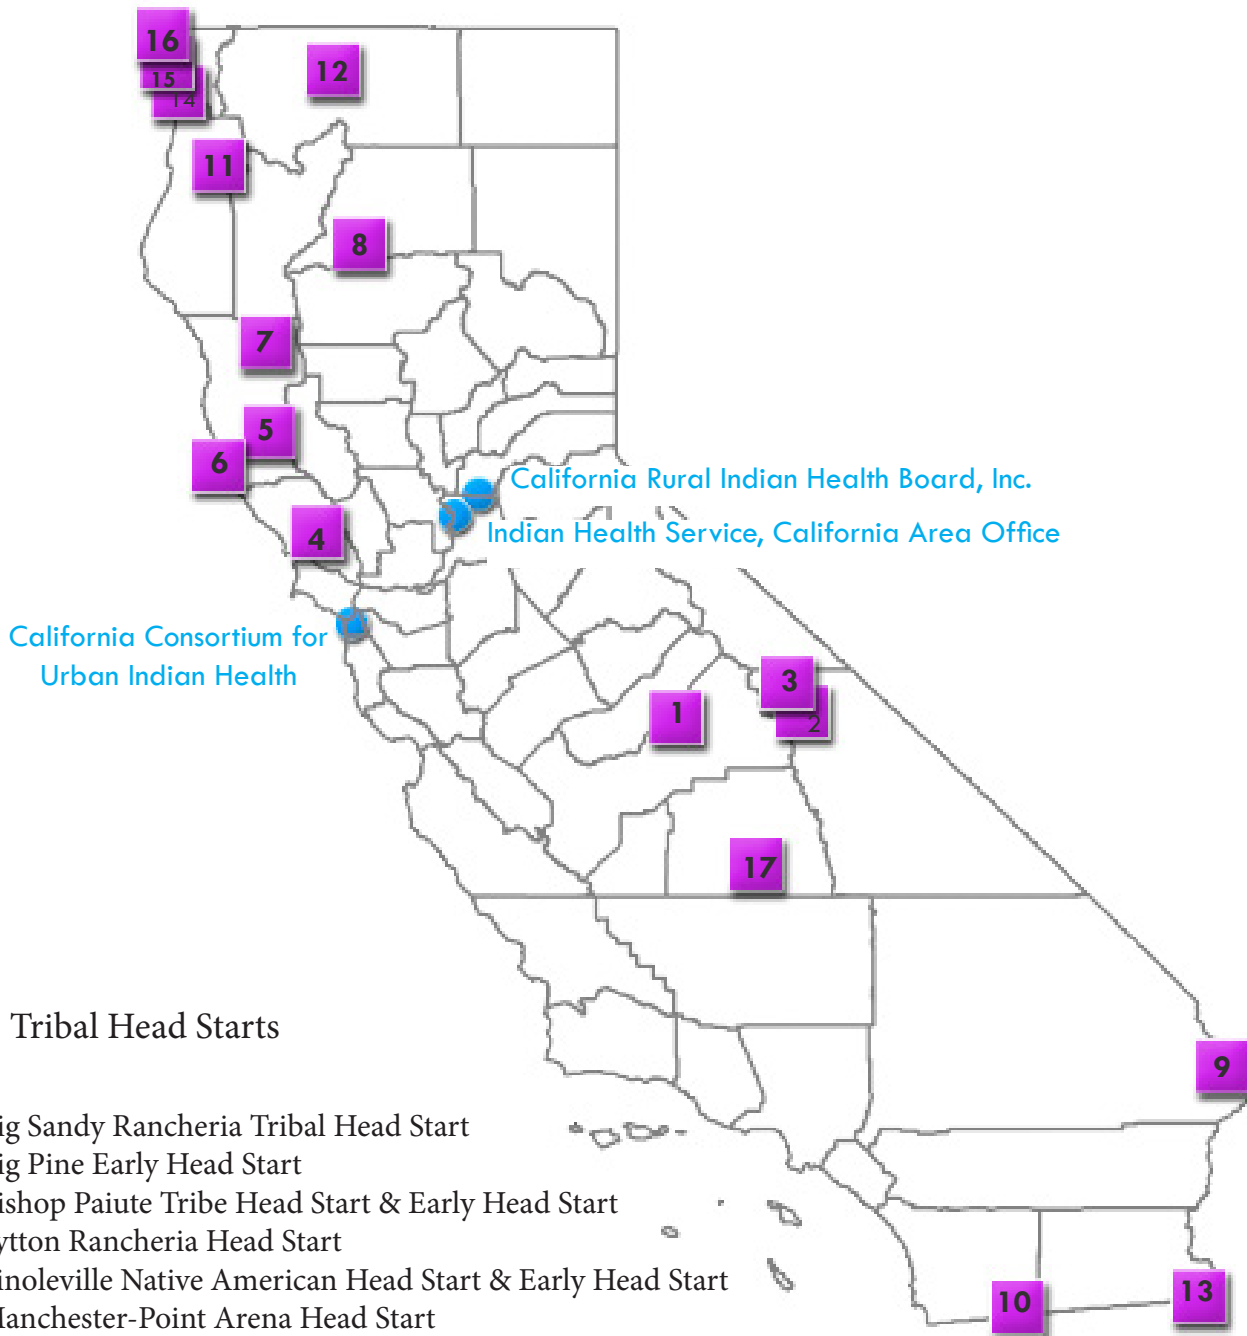 16
15
14
12
11
8
7
5
6
4
California Rural Indian Health Board, Inc.
Indian Health Service, California Area Office
California Consortium for
Urban Indian Health
3
2
1
17
9
10
13
Tribal Head Starts
ig Sandy Rancheria Tribal Head Start
ig Pine Early Head Start
ishop Paiute Tribe Head Start & Early Head Start
ytton Rancheria Head Start
inoleville Native American Head Start & Early Head Start
Manchester-Point Arena Head Start